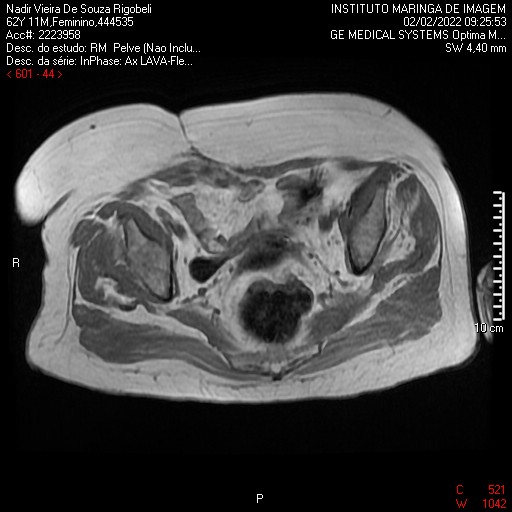 Nadir Vieira De Souza Rigobeli
62Y 11M,Feminino,444535
Acc#: 2223958
Desc. do estudo: RM Pelve (Nao Inclu...
Desc. da série: InPhase: Ax LAVA-Fle...
< 601 - 44 >
INSTITUTO MARINGA DE IMAGEM
02/02/2022 09:25:53
GE MEDICAL SYSTEMS Optima M...
SW 4,40 mm
R
10 cm
P
C 521
W 1042